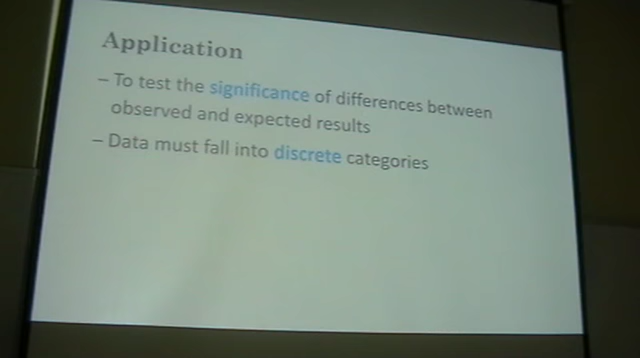 Application
– To test the significance of differences between
observed and expected results
– Data must fall into discrete categories